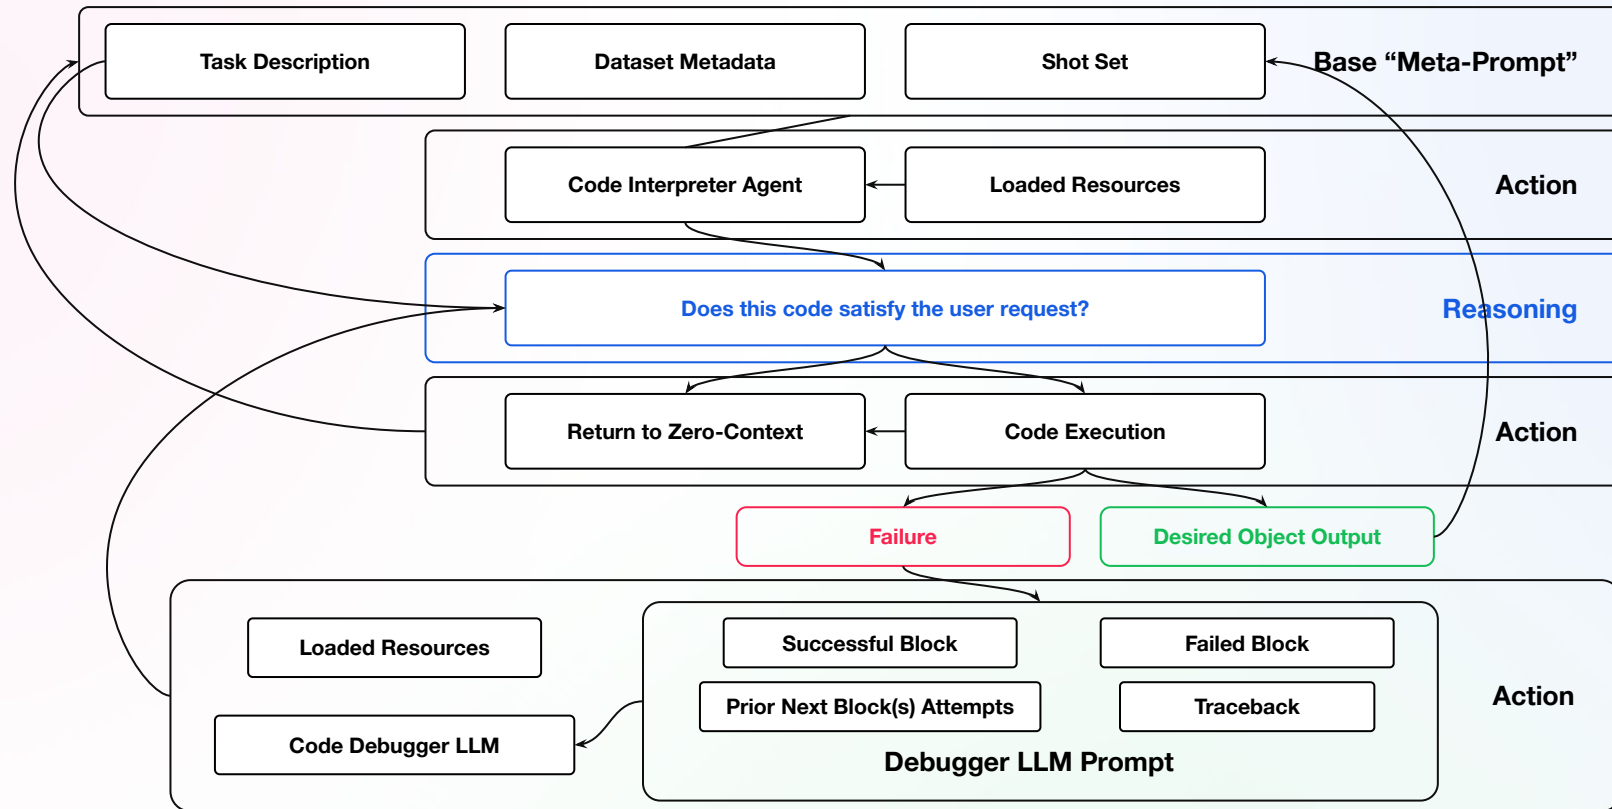 Task Description
Dataset Metadata
Shot Set
Base “Meta-Prompt”
Code Interpreter Agent
Loaded Resources
Action
Does this code satisfy the user request?
Reasoning
Return to Zero-Context
Code Execution
Action
Failure
Desired Object Output
Loaded Resources
Successful Block
Failed Block
Prior Next Block(s) Attempts
Traceback
Action
Code Debugger LLM
Debugger LLM Prompt